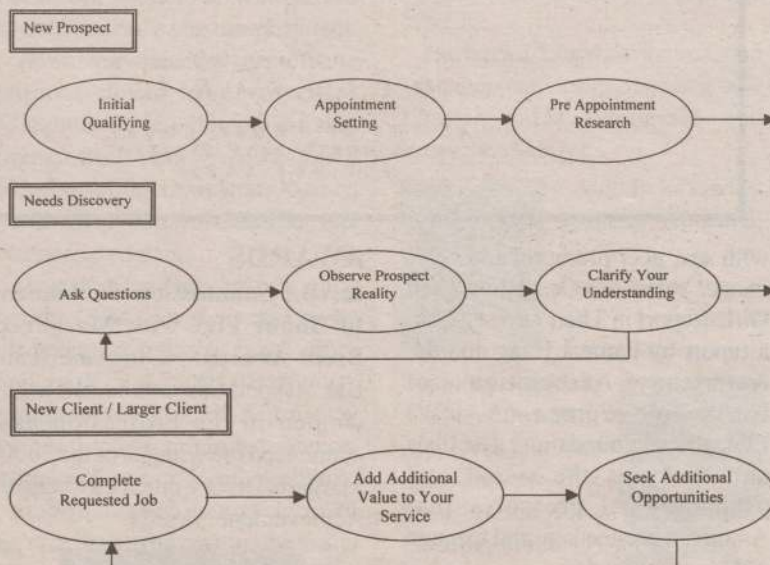 New Prospect
Initial
Qualifying
Appointment
Setting
Pre Appointment
Research
Needs Discovery
Ask Questions
Observe Prospect
Reality
Clarify Your
Understanding
New Client / Larger Client
Complete
Requested Job
Add Additional
Value to Your
Service
Seek Additional
Opportunities